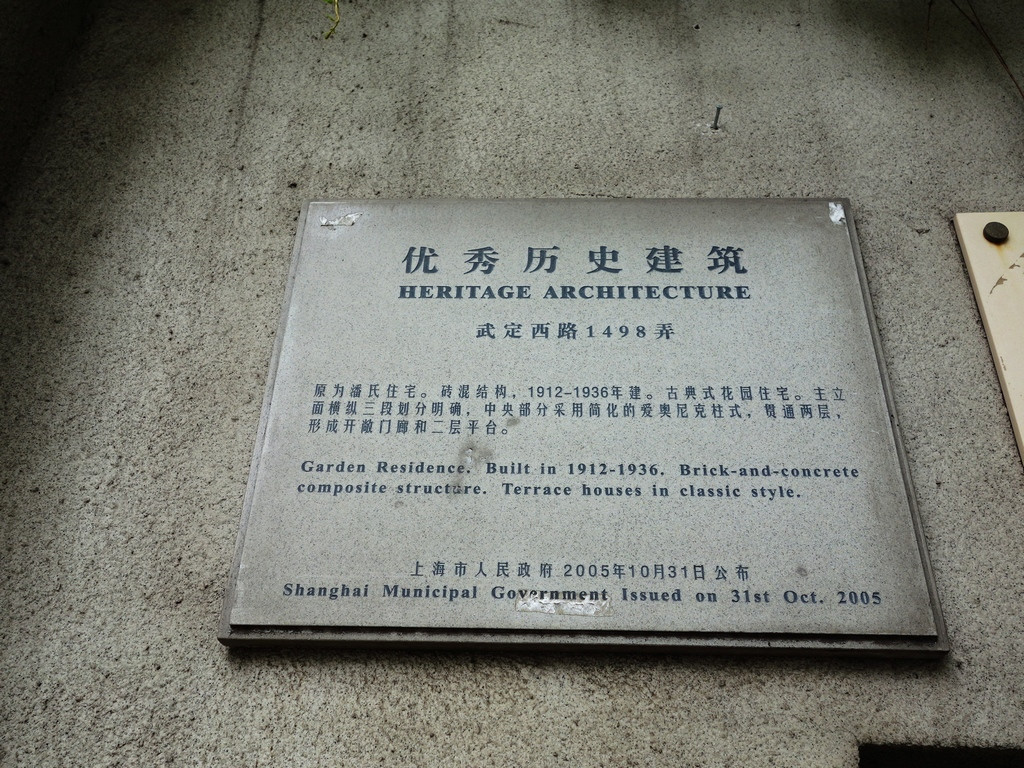 优秀历史建筑
HERITAGE ARCHITECTURE
武定西路1498弄
原为潘氏住宅。砖混结构，1912-1936年建。古典式花园住宅。主立
面横纵三段划分明确，中央部分采用简化的爱奥尼克柱式，贯通两层，
形成开敞门廊和二层平台。
Garden Residence. Built in 1912-1936. Brick-and-concrete
composite structure. Terrace houses in classic style.
上海市人民政府 2005年10月31日公布
Shanghai Municipal Government Issued on 31st Oct. 2005